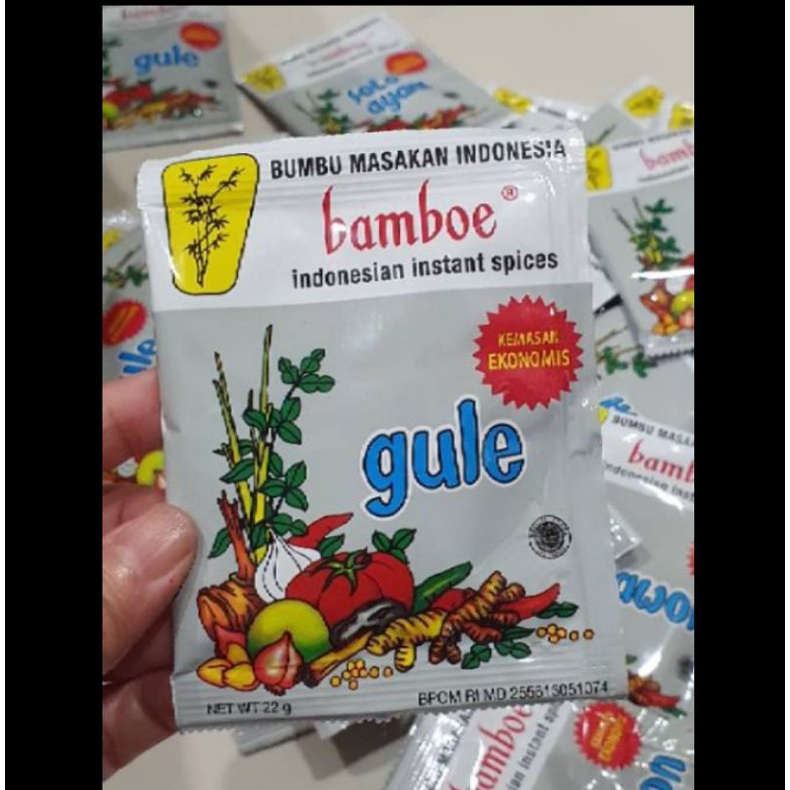 gule
soto
ayam
BUMBU MASAKAN INDONESIA
bamboe®
indonesian instant spices
KEMASAN
EKONOMIS
gule
NET WT 22 g
BPOM RI MD 255613051074
bamboe